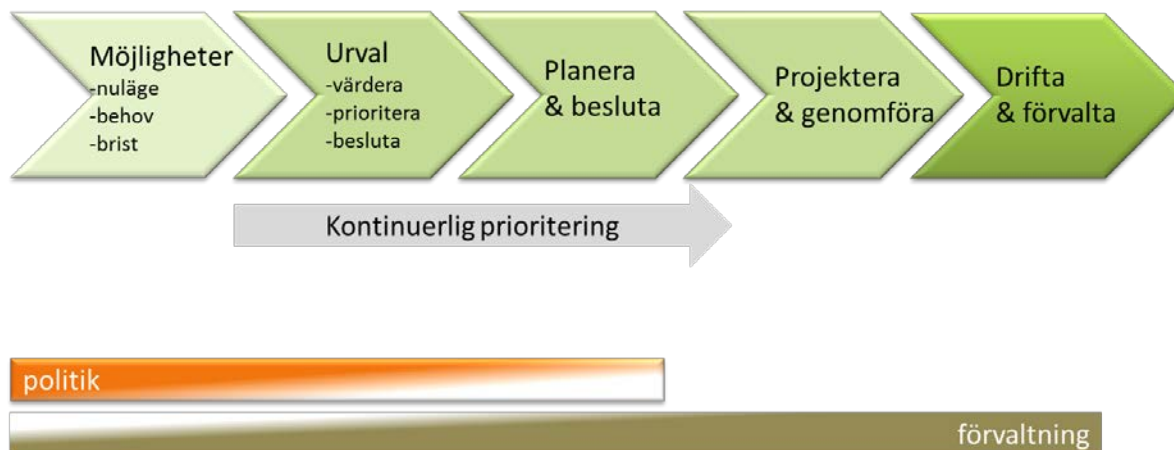 Möjligheter
-nuläge
-behov
-brist
Urval
-värdera
-prioritera
-besluta
Planera
& besluta
Projektera
& genomföra
Drifta
& förvalta
Kontinuerlig prioritering
politik
förvaltning